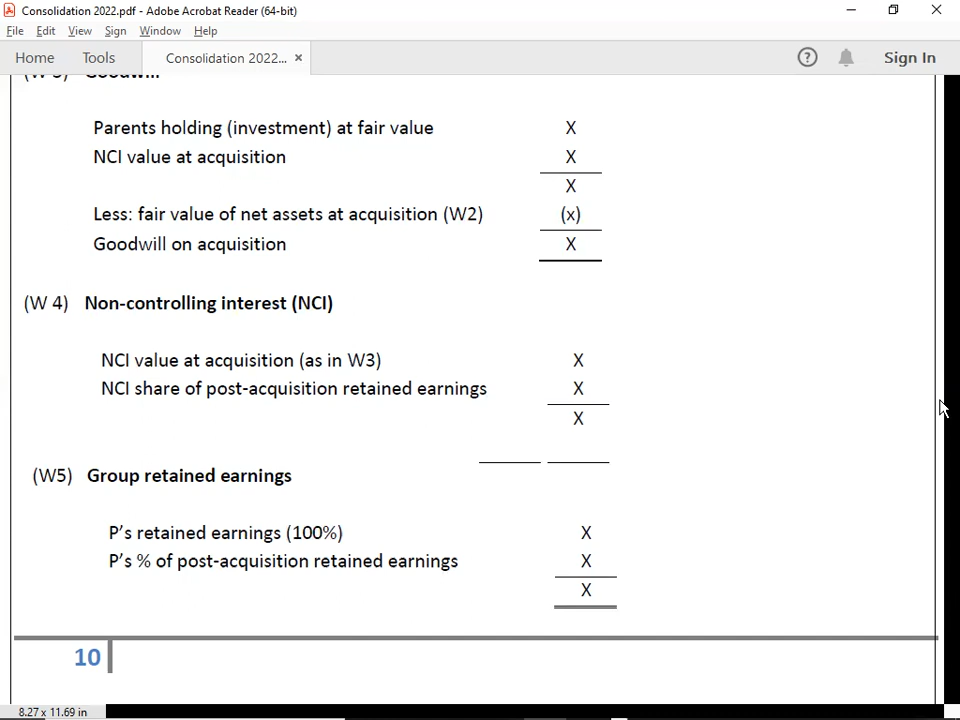 Consolidation 2022.pdf - Adobe Acrobat Reader (64-bit)
File Edit View Sign Window Help
Home Tools Consolidation 2022... × ? Sign In
(W 3) Goodwill
Parents holding (investment) at fair value X
NCI value at acquisition X
X
Less: fair value of net assets at acquisition (W2) (x)
Goodwill on acquisition X
(W 4) Non-controlling interest (NCI)
NCI value at acquisition (as in W3) X
NCI share of post-acquisition retained earnings X
X
(W5) Group retained earnings
P’s retained earnings (100%) X
P’s % of post-acquisition retained earnings X
X
10
8.27 x 11.69 in